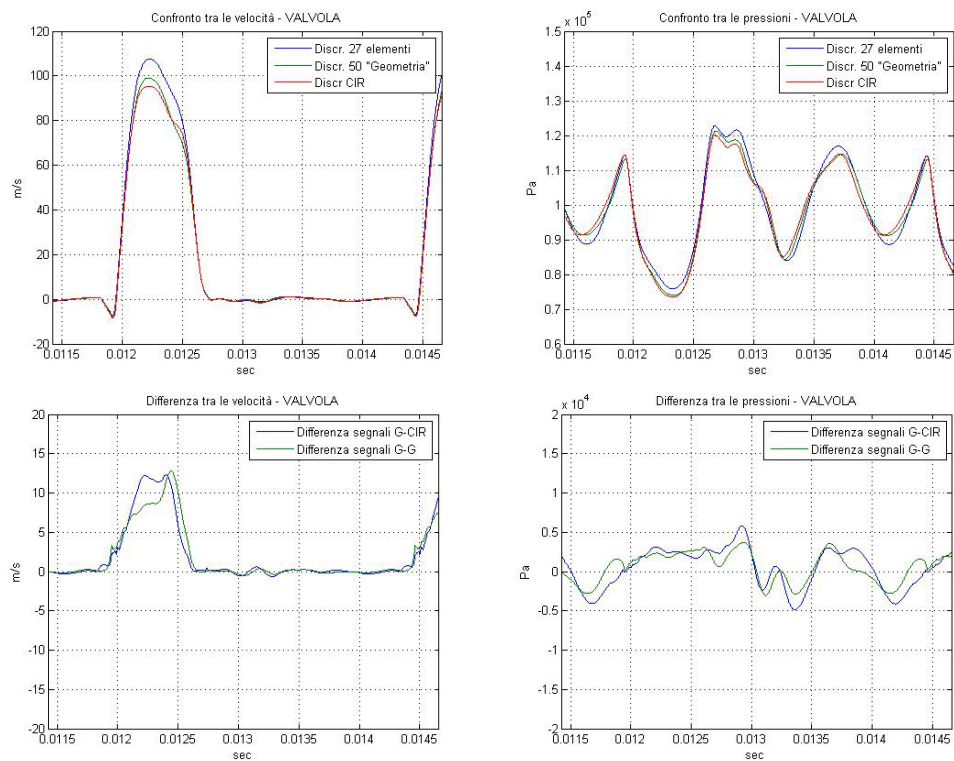 Confronto tra le velocità - VALVOLA
120
100
80
60
40
20
0
-20
m/s
0.0115 0.012 0.0125 0.013 0.0135 0.014 0.0145
sec
Discr. 27 elementi
Discr. 50 "Geometria"
Discr CIR
Confronto tra le pressioni - VALVOLA
x 10^5
1.5
1.4
1.3
1.2
1.1
1
0.9
0.8
0.7
0.6
Pa
0.0115 0.012 0.0125 0.013 0.0135 0.014 0.0145
sec
Discr. 27 elementi
Discr. 50 "Geometria"
Discr CIR
Differenza tra le velocità - VALVOLA
20
15
10
5
0
-5
-10
-15
-20
m/s
0.0115 0.012 0.0125 0.013 0.0135 0.014 0.0145
sec
Differenza segnali G-CIR
Differenza segnali G-G
Differenza tra le pressioni - VALVOLA
x 10^4
2
1.5
1
0.5
0
-0.5
-1
-1.5
-2
Pa
0.0115 0.012 0.0125 0.013 0.0135 0.014 0.0145
sec
Differenza segnali G-CIR
Differenza segnali G-G